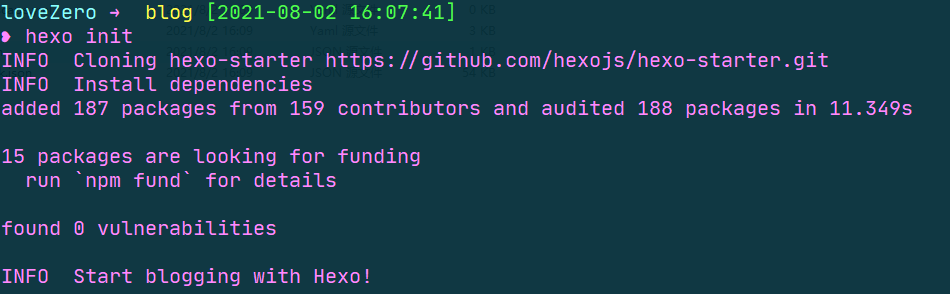 loveZero → blog [2021-08-02 16:07:41]
❥ hexo init
INFO  Cloning hexo-starter https://github.com/hexojs/hexo-starter.git
INFO  Install dependencies
added 187 packages from 159 contributors and audited 188 packages in 11.349s
15 packages are looking for funding
  run `npm fund` for details
found 0 vulnerabilities
INFO  Start blogging with Hexo!